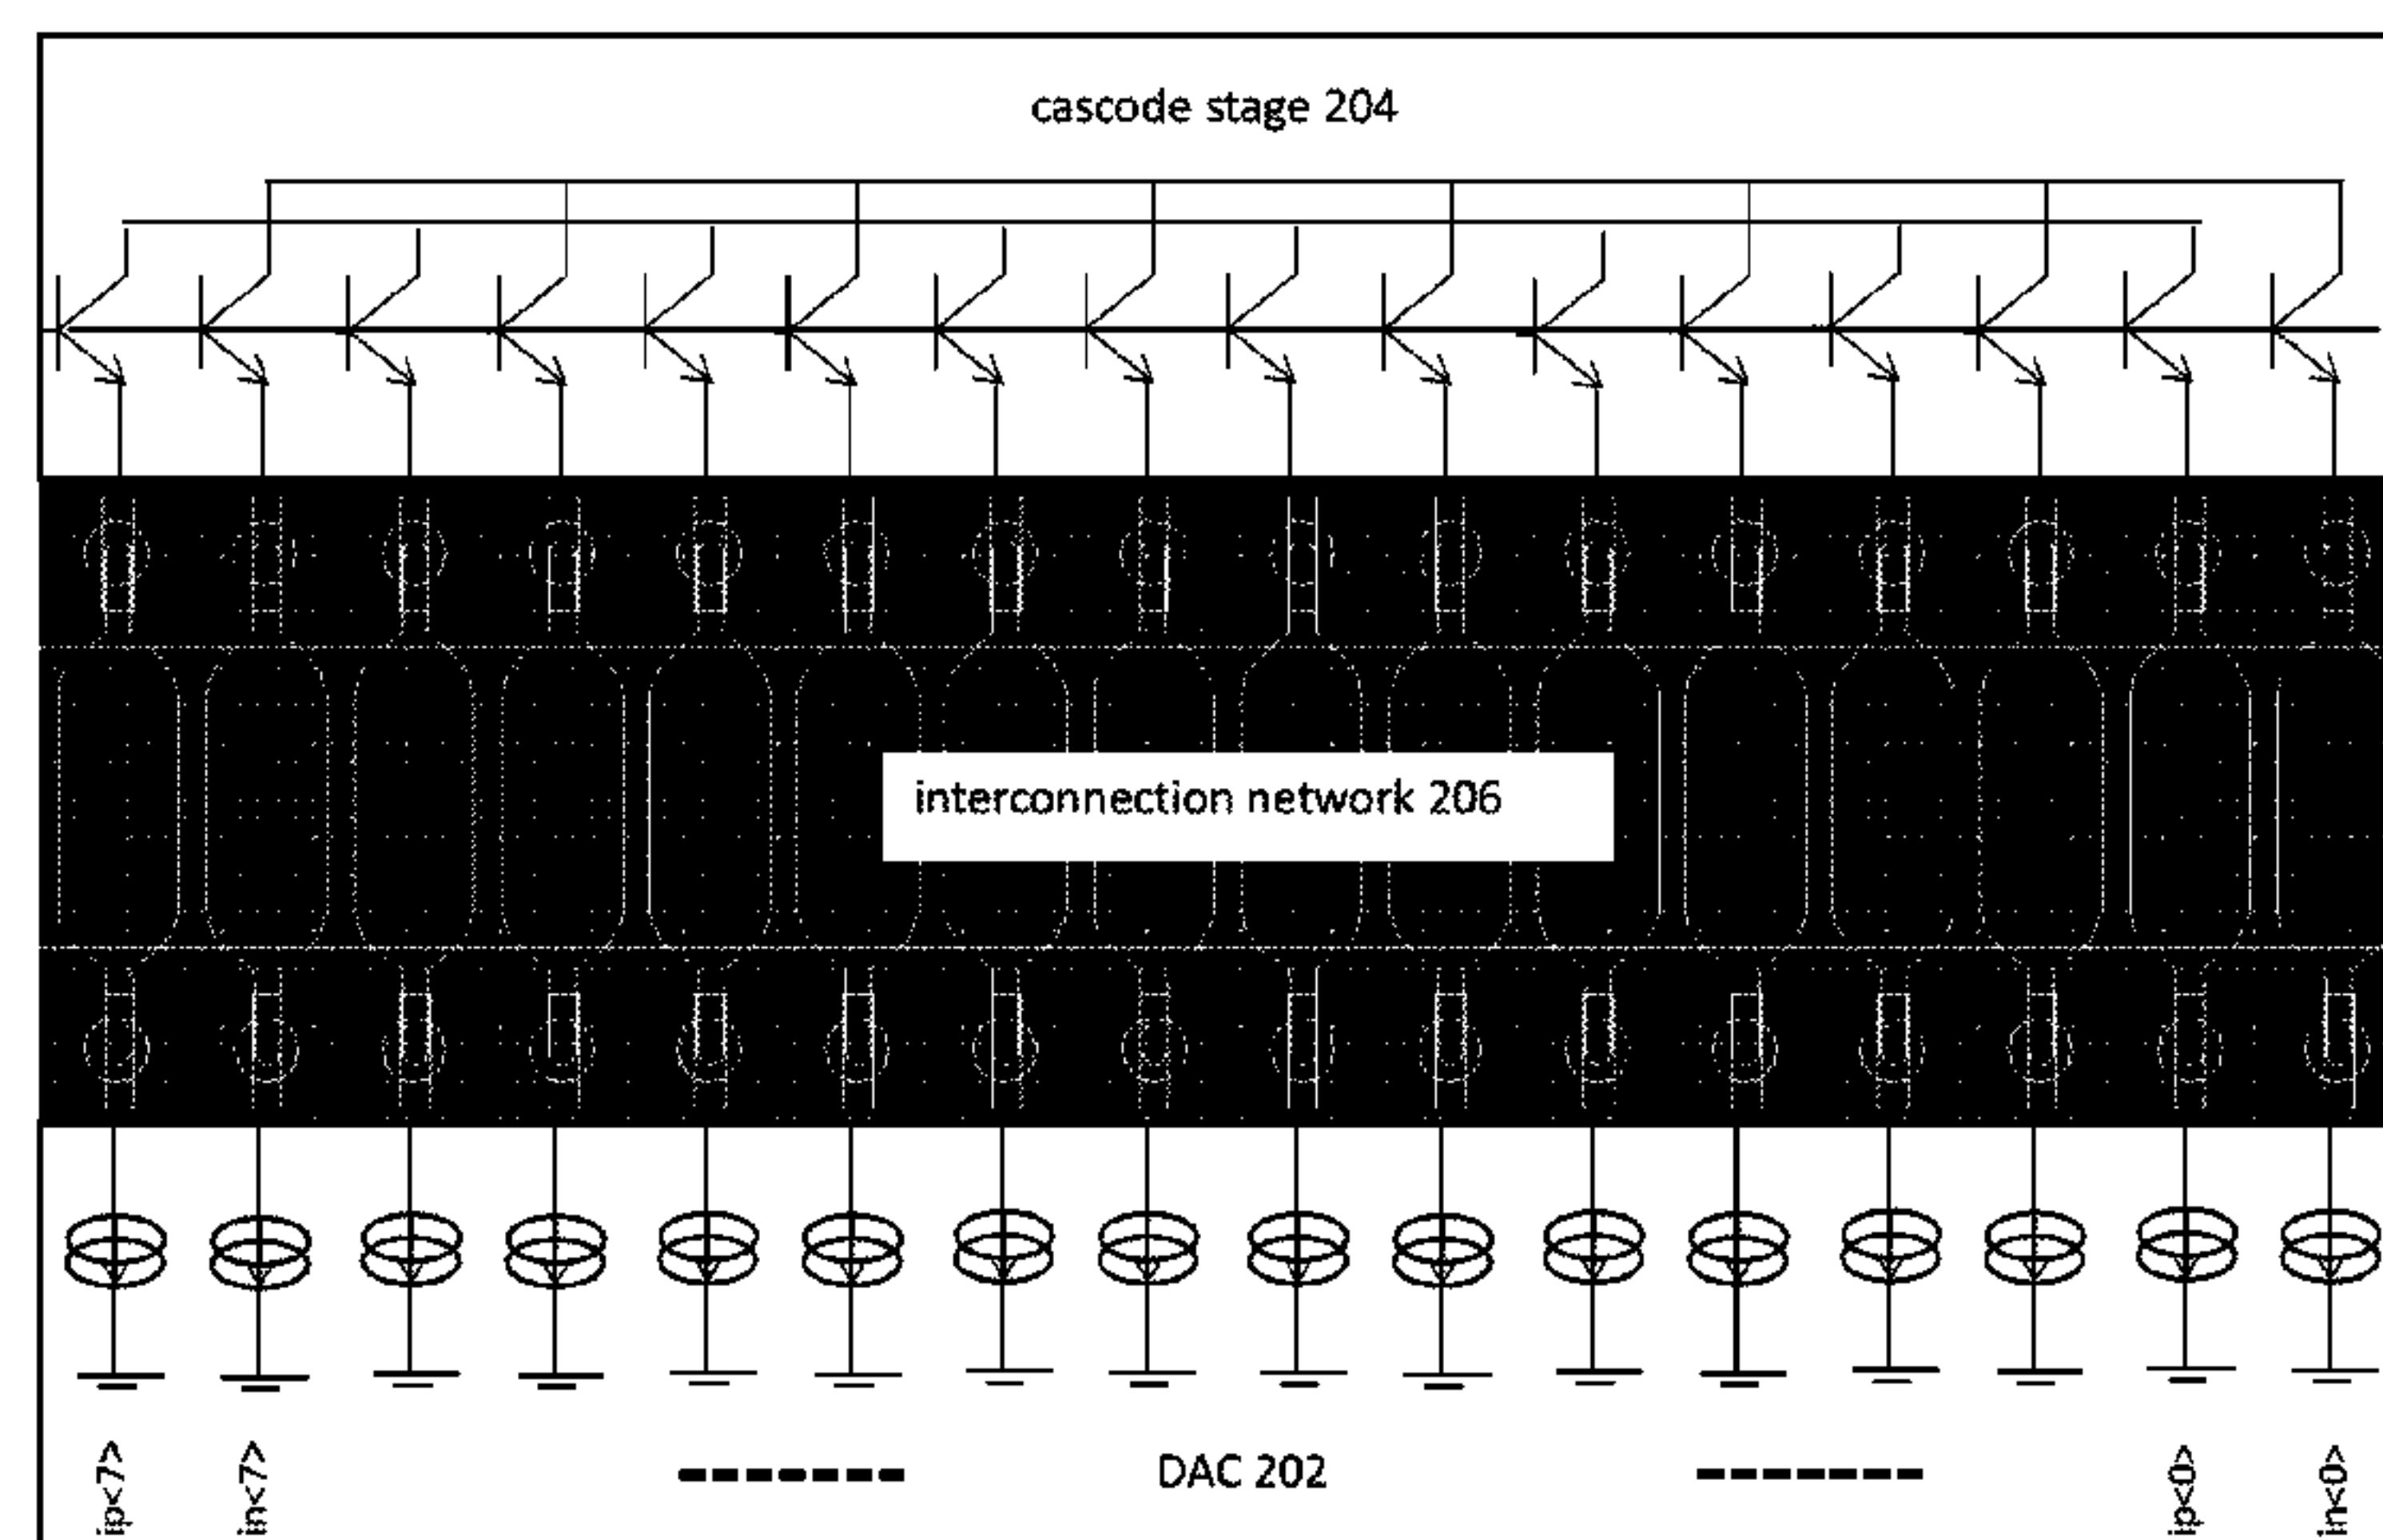 cascode stage 204
interconnection network 206
ip<7>
in<7>
DAC 202
ip<0>
in<0>